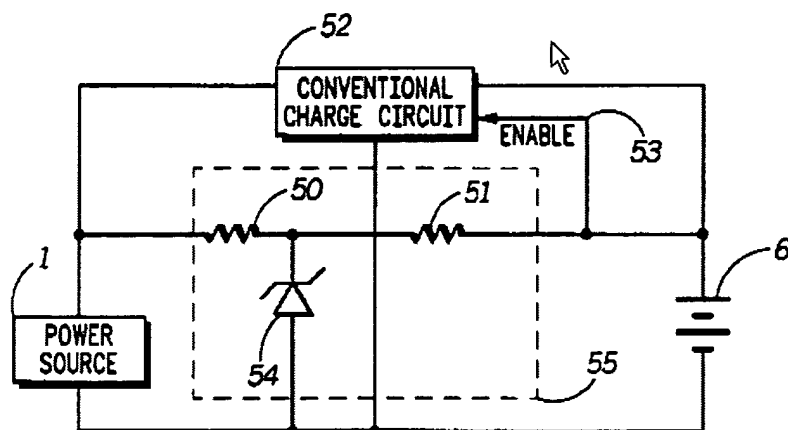 52
CONVENTIONAL
CHARGE CIRCUIT
ENABLE
53
50
51
1
6
POWER
SOURCE
54
55